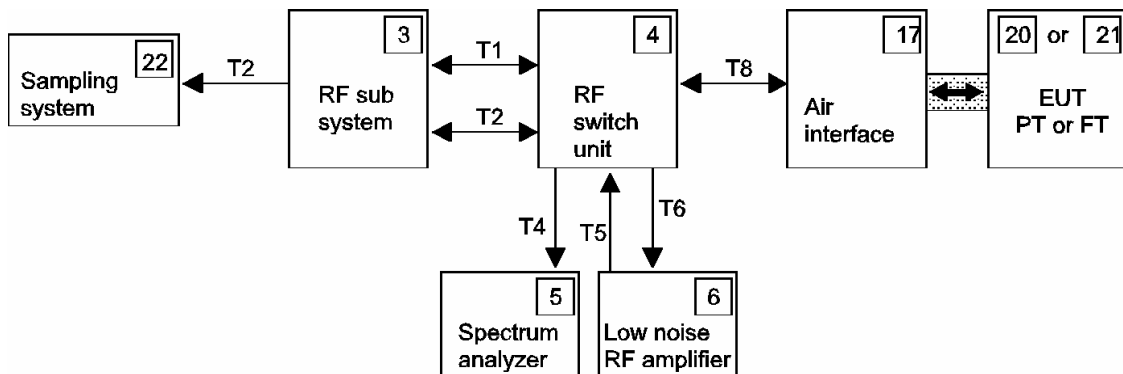 22
Sampling
system
T2
3
RF sub
system
T1
T2
4
RF
switch
unit
T8
17
Air
interface
20 or 21
EUT
PT or FT
T4
T5
T6
5
Spectrum
analyzer
6
Low noise
RF amplifier